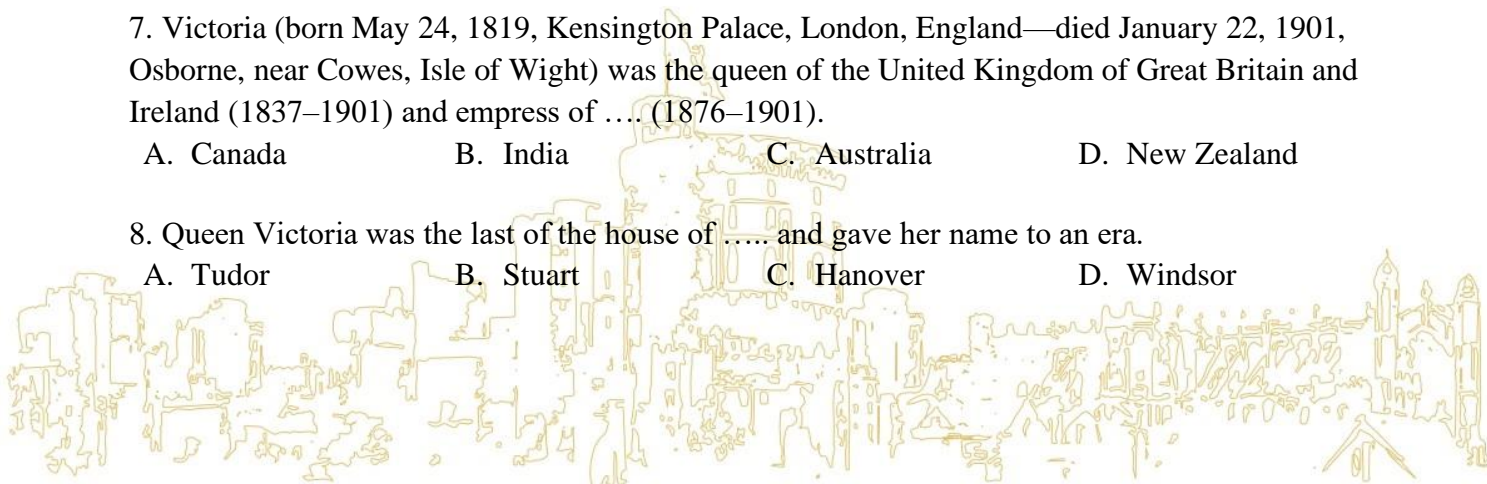 7. Victoria (born May 24, 1819, Kensington Palace, London, England—died January 22, 1901,
Osborne, near Cowes, Isle of Wight) was the queen of the United Kingdom of Great Britain and
Ireland (1837–1901) and empress of …. (1876–1901).
A. Canada B. India C. Australia D. New Zealand
8. Queen Victoria was the last of the house of ….. and gave her name to an era.
A. Tudor B. Stuart C. Hanover D. Windsor